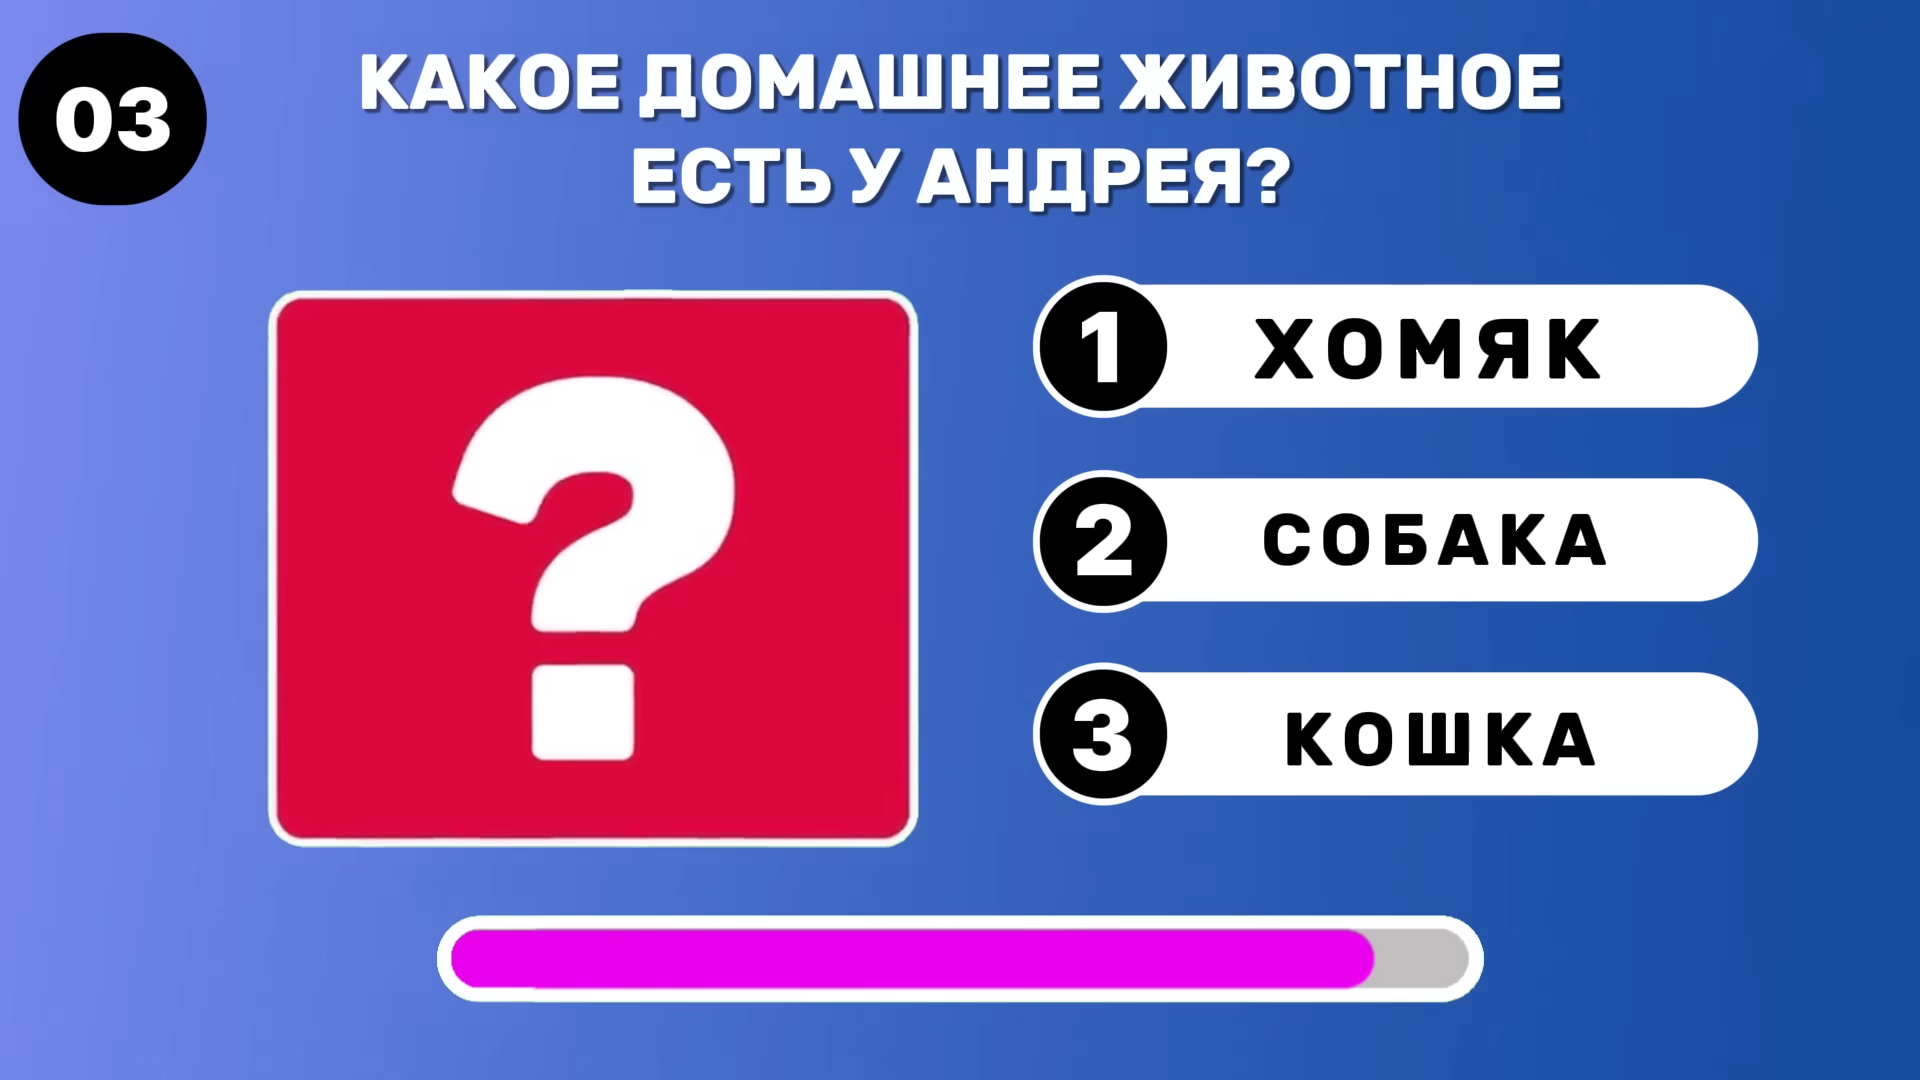 03
КАКОЕ ДОМАШНЕЕ ЖИВОТНОЕ
ЕСТЬ У АНДРЕЯ?
?
1 ХОМЯК
2 СОБАКА
3 КОШКА